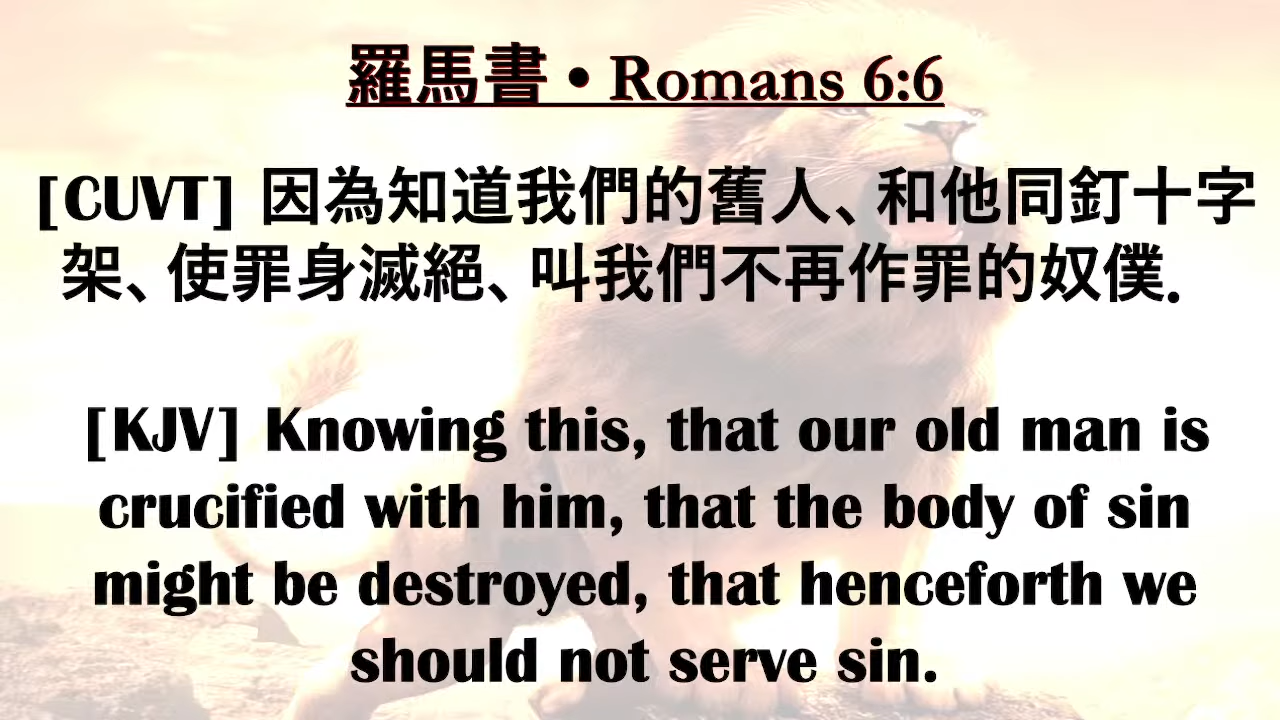 羅馬書 • Romans 6:6
[CUVT] 因為知道我們的舊人、和他同釘十字
架、使罪身滅絕、叫我們不再作罪的奴僕.
[KJV] Knowing this, that our old man is
crucified with him, that the body of sin
might be destroyed, that henceforth we
should not serve sin.